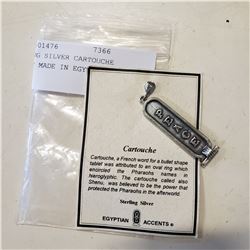 01476 7366
NG SILVER CARTOUCHE
MADE IN EGY
Cartouche
Cartouche, a French word for a bullet shape
tablet was attributed to an oval ring which
encircled the Pharaohs names in
hieroglyphic. The cartouche called also
Shenu, was believed to be the power that
protected the Pharaohs in the afterworld.
Sterling Silver
EGYPTIAN ACCENTS ®